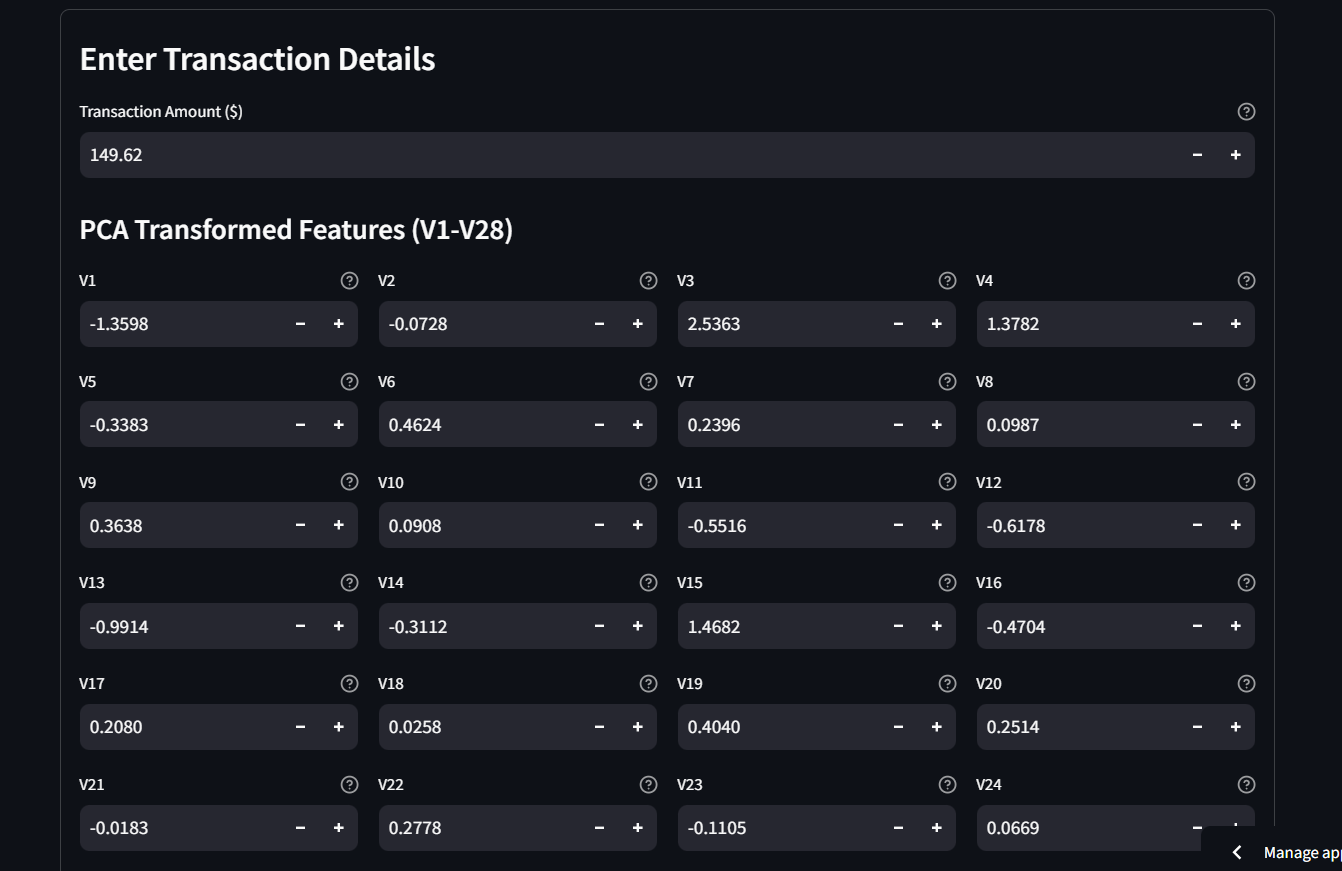 Enter Transaction Details
Transaction Amount ($)
149.62
PCA Transformed Features (V1-V28)
V1 V2 V3 V4
-1.3598 -0.0728 2.5363 1.3782
V5 V6 V7 V8
-0.3383 0.4624 0.2396 0.0987
V9 V10 V11 V12
0.3638 0.0908 -0.5516 -0.6178
V13 V14 V15 V16
-0.9914 -0.3112 1.4682 -0.4704
V17 V18 V19 V20
0.2080 0.0258 0.4040 0.2514
V21 V22 V23 V24
-0.0183 0.2778 -0.1105 0.0669
Manage app